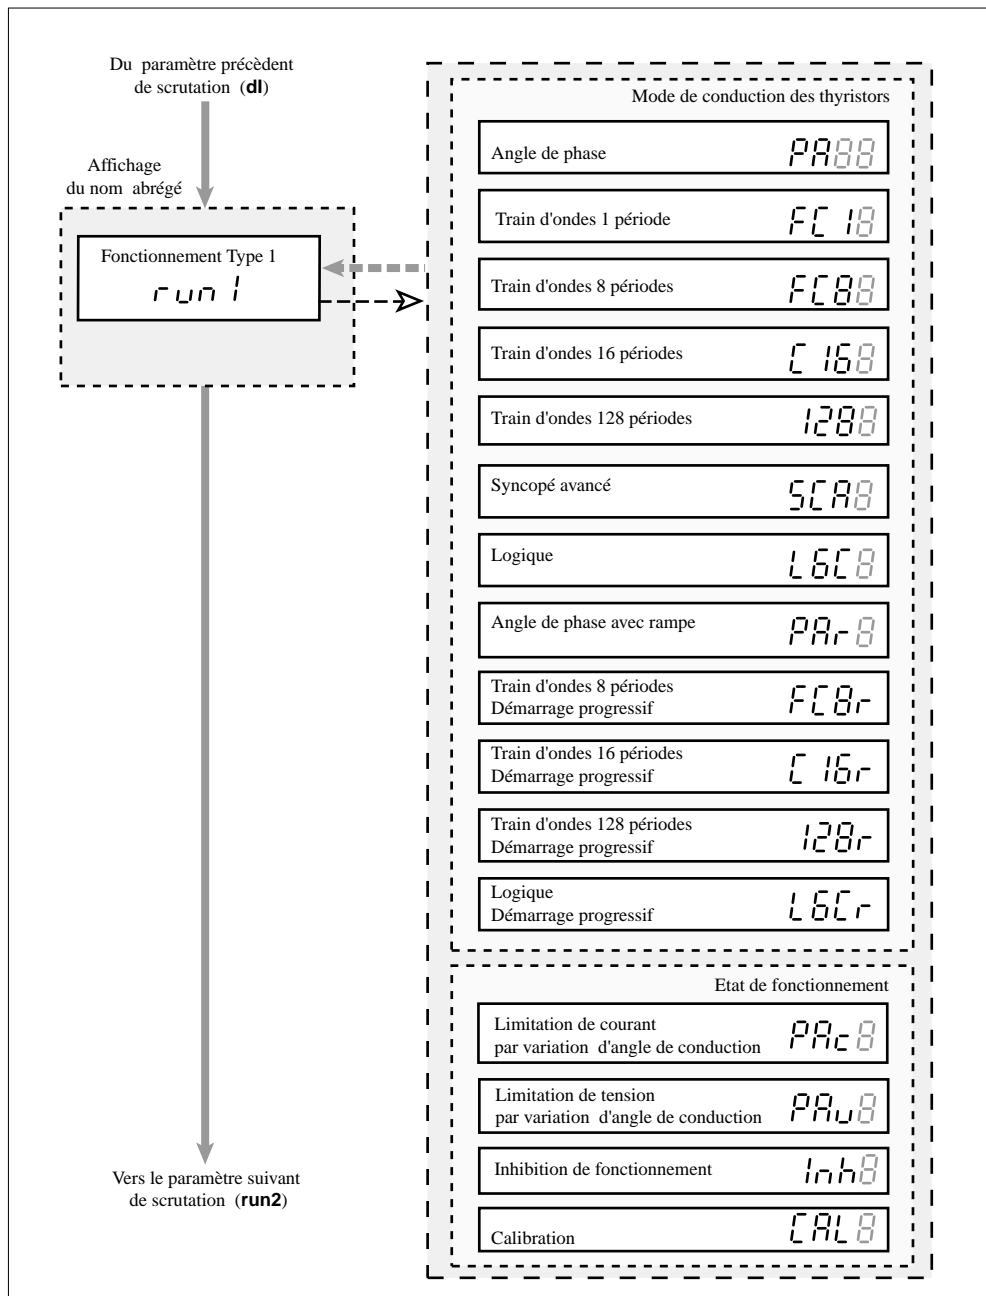 Du paramètre précèdent
de scrutation (dl)
Affichage
du nom abrégé
Fonctionnement Type 1
run1
Vers le paramètre suivant
de scrutation (run2)
Mode de conduction des thyristors
Angle de phase PA
Train d'ondes 1 période FC1
Train d'ondes 8 périodes FC8
Train d'ondes 16 périodes C16
Train d'ondes 128 périodes 128
Syncopé avancé SCA
Logique LGC
Angle de phase avec rampe PAr
Train d'ondes 8 périodes
Démarrage progressif FC8r
Train d'ondes 16 périodes
Démarrage progressif C16r
Train d'ondes 128 périodes
Démarrage progressif 128r
Logique
Démarrage progressif LGCr
Etat de fonctionnement
Limitation de courant
par variation d'angle de conduction PAc
Limitation de tension
par variation d'angle de conduction PAu
Inhibition de fonctionnement Inh
Calibration CAL